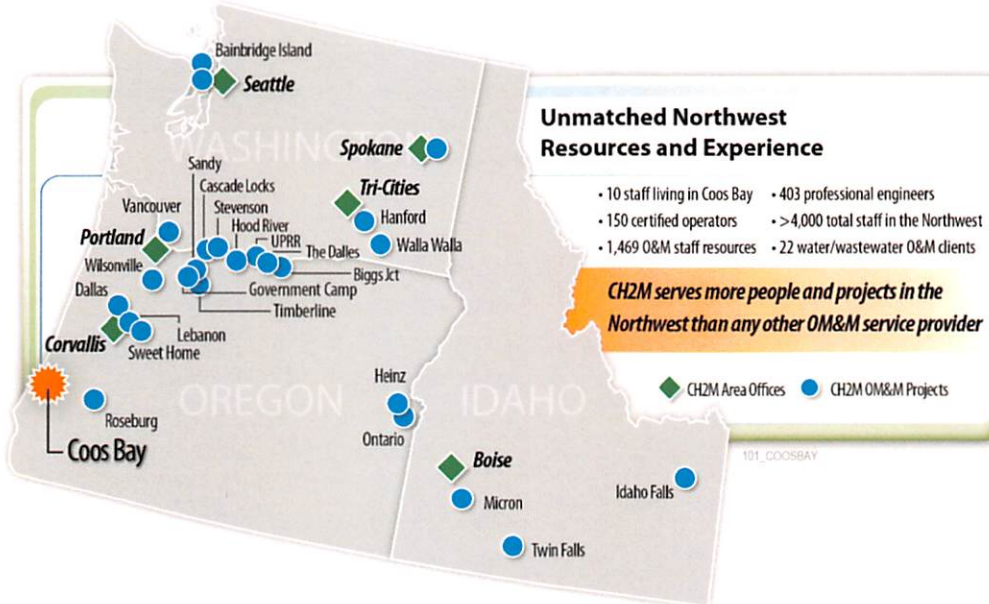 Bainbridge Island
Seattle
WASHINGTON
Spokane
Sandy
Cascade Locks
Tri-Cities
Stevenson
Vancouver
Hood River
Hanford
UPRR
Portland
The Dalles
Walla Walla
Wilsonville
Biggs Jct
Dallas
Government Camp
Timberline
Lebanon
Corvallis
Sweet Home
Heinz
OREGON
IDAHO
Roseburg
Ontario
Coos Bay
Boise
Micron
Idaho Falls
Twin Falls
Unmatched Northwest
Resources and Experience
• 10 staff living in Coos Bay
• 150 certified operators
• 1,469 O&M staff resources
• 403 professional engineers
• >4,000 total staff in the Northwest
• 22 water/wastewater O&M clients
CH2M serves more people and projects in the
Northwest than any other OM&M service provider
CH2M Area Offices
CH2M OM&M Projects
101_COOSBAY